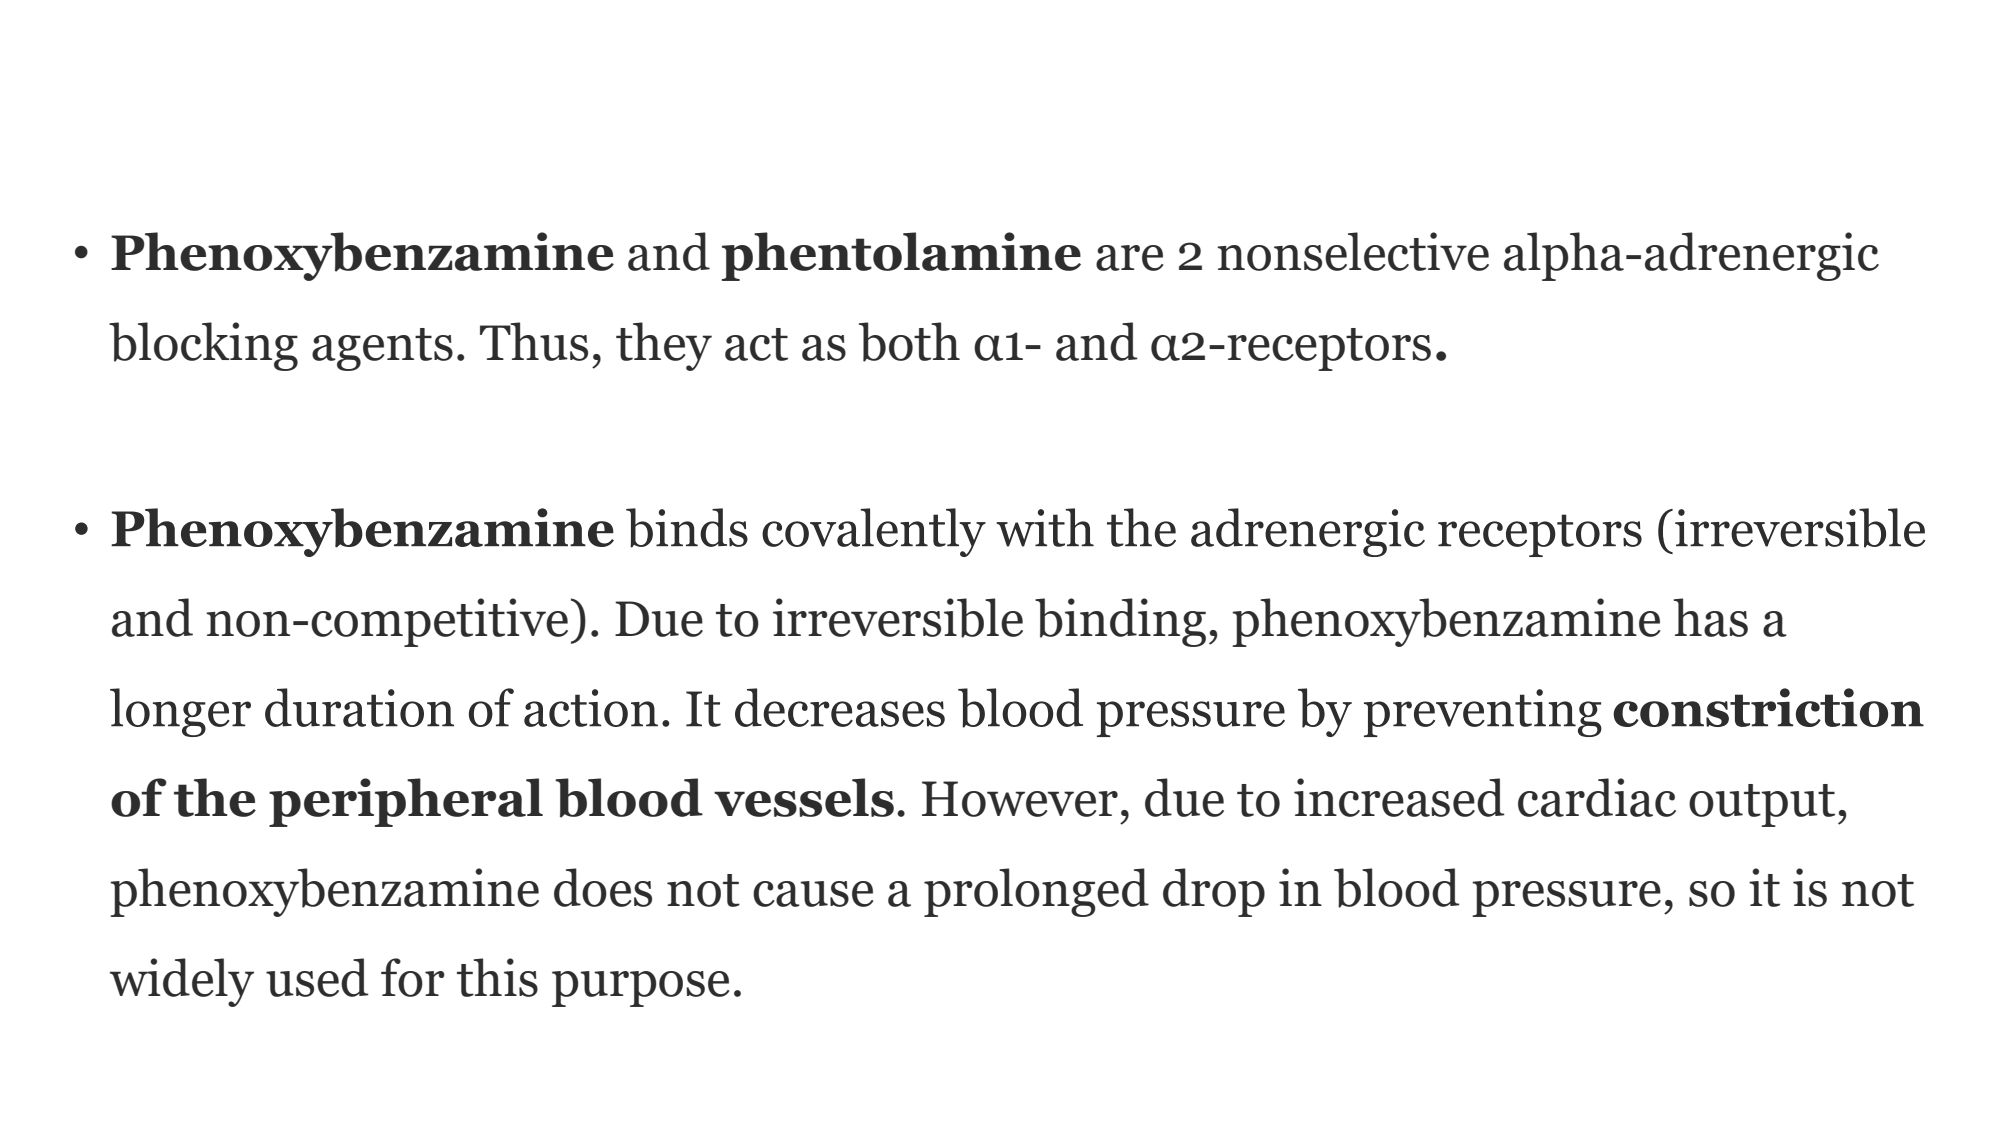 • Phenoxybenzamine and phentolamine are 2 nonselective alpha-adrenergic
blocking agents. Thus, they act as both α1- and α2-receptors.
• Phenoxybenzamine binds covalently with the adrenergic receptors (irreversible
and non-competitive). Due to irreversible binding, phenoxybenzamine has a
longer duration of action. It decreases blood pressure by preventing constriction
of the peripheral blood vessels. However, due to increased cardiac output,
phenoxybenzamine does not cause a prolonged drop in blood pressure, so it is not
widely used for this purpose.